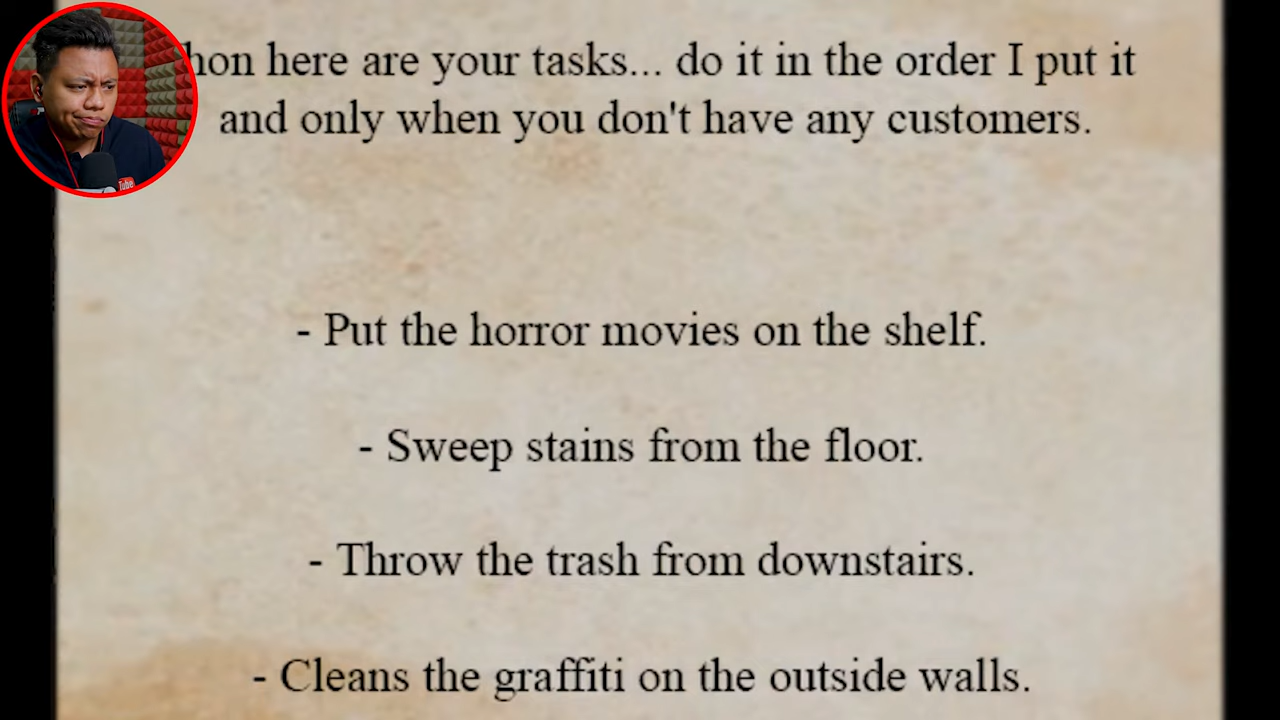 here are your tasks... do it in the order I put it
and only when you don't have any customers.
- Put the horror movies on the shelf.
- Sweep stains from the floor.
- Throw the trash from downstairs.
- Cleans the graffiti on the outside walls.
Tube